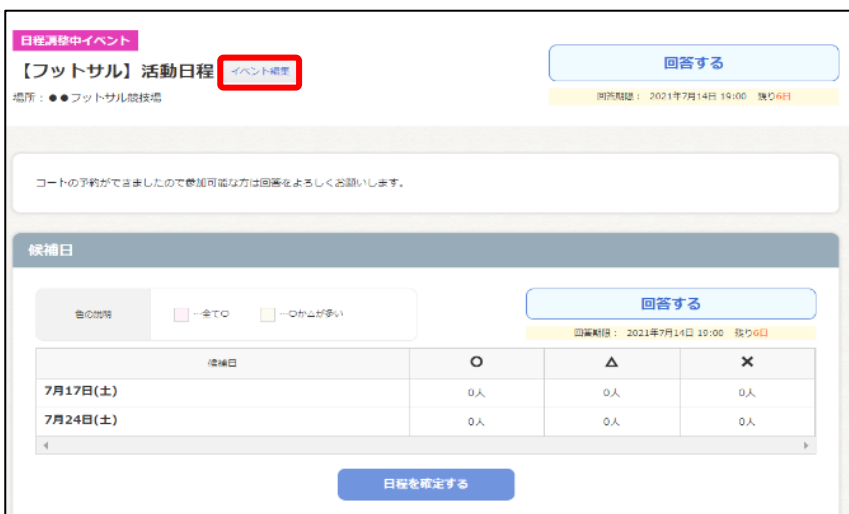 日程調整中イベント
【フットサル】活動日程 イベント編集
場所：●●フットサル競技場
回答する
回答期限： 2021年7月14日 19:00 残り6日
コートの予約ができましたので参加可能な方は回答をよろしくお願いします。
候補日
色の説明 …全て○ …○か△が多い
回答する
回答期限： 2021年7月14日 19:00 残り6日
候補日 ○ △ ×
7月17日(土) 0人 0人 0人
7月24日(土) 0人 0人 0人
日程を確定する